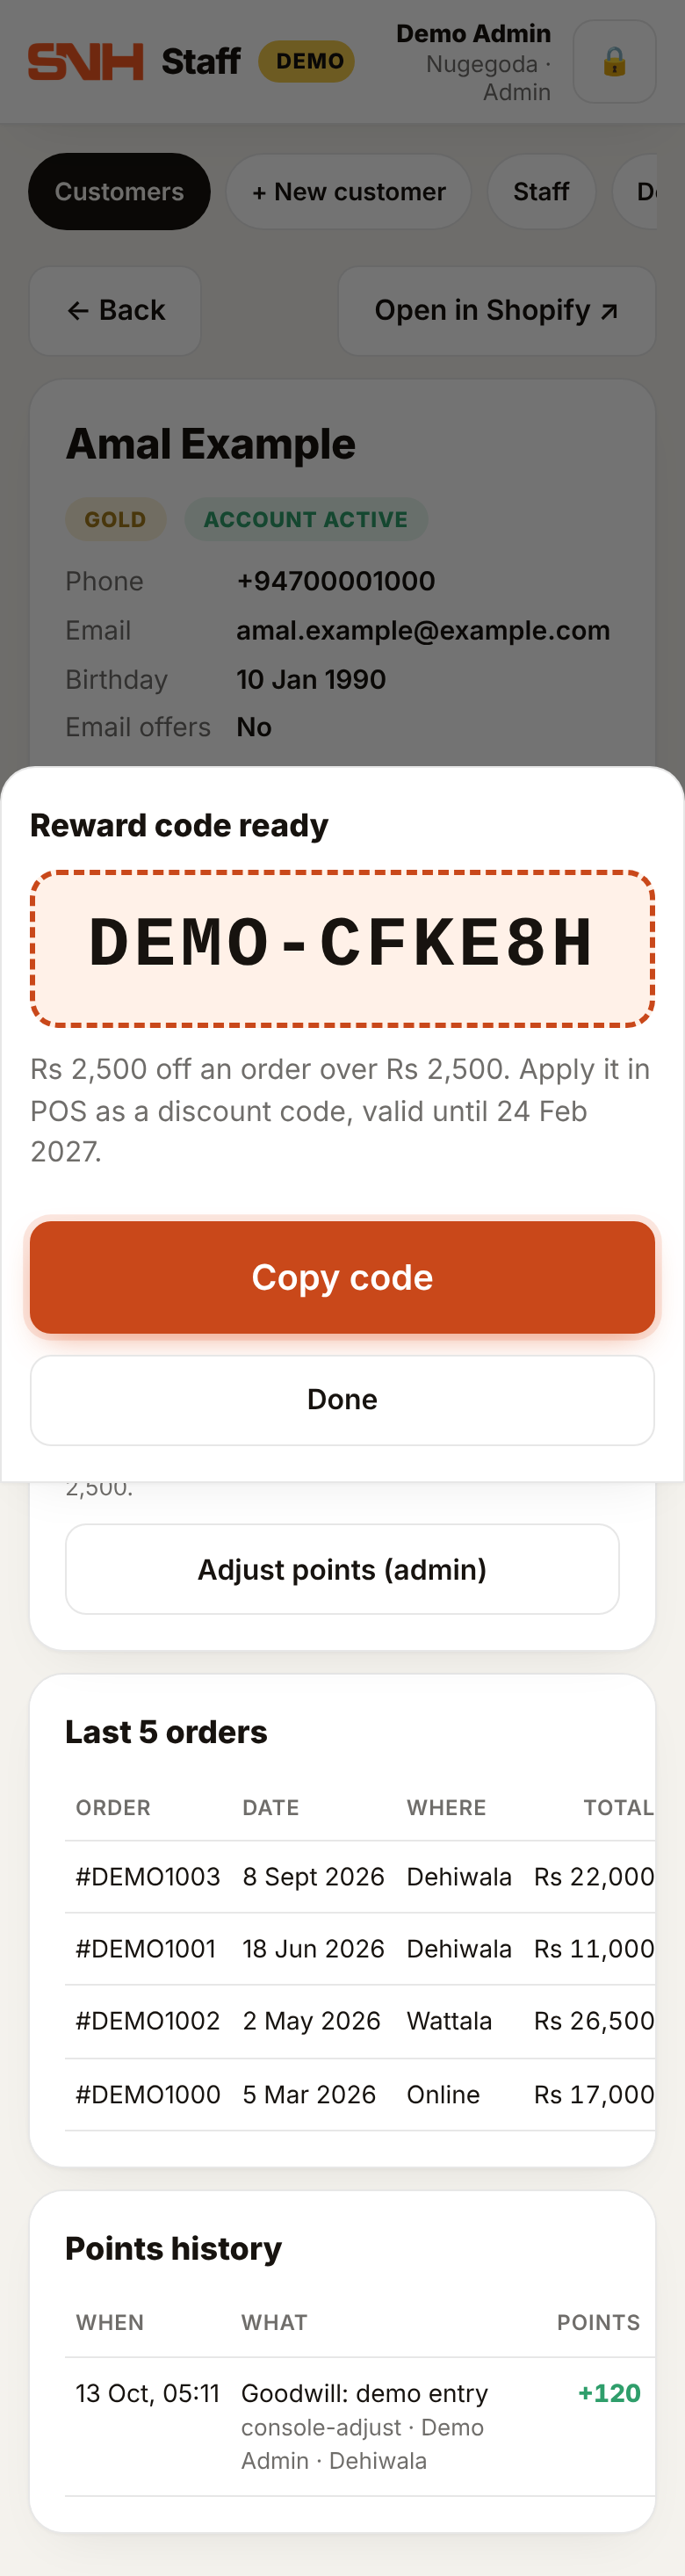 SNH Staff DEMO
Demo Admin
Nugegoda ·
Admin
Customers
+ New customer
Staff
← Back
Open in Shopify ↗
Amal Example
GOLD
ACCOUNT ACTIVE
Phone +94700001000
Email amal.example@example.com
Birthday 10 Jan 1990
Email offers No
Reward code ready
DEMO-CFKE8H
Rs 2,500 off an order over Rs 2,500. Apply it in
POS as a discount code, valid until 24 Feb
2027.
Copy code
Done
2,500.
Adjust points (admin)
Last 5 orders
ORDER DATE WHERE TOTAL
#DEMO1003 8 Sept 2026 Dehiwala Rs 22,000
#DEMO1001 18 Jun 2026 Dehiwala Rs 11,000
#DEMO1002 2 May 2026 Wattala Rs 26,500
#DEMO1000 5 Mar 2026 Online Rs 17,000
Points history
WHEN WHAT POINTS
13 Oct, 05:11 Goodwill: demo entry +120
console-adjust · Demo
Admin · Dehiwala